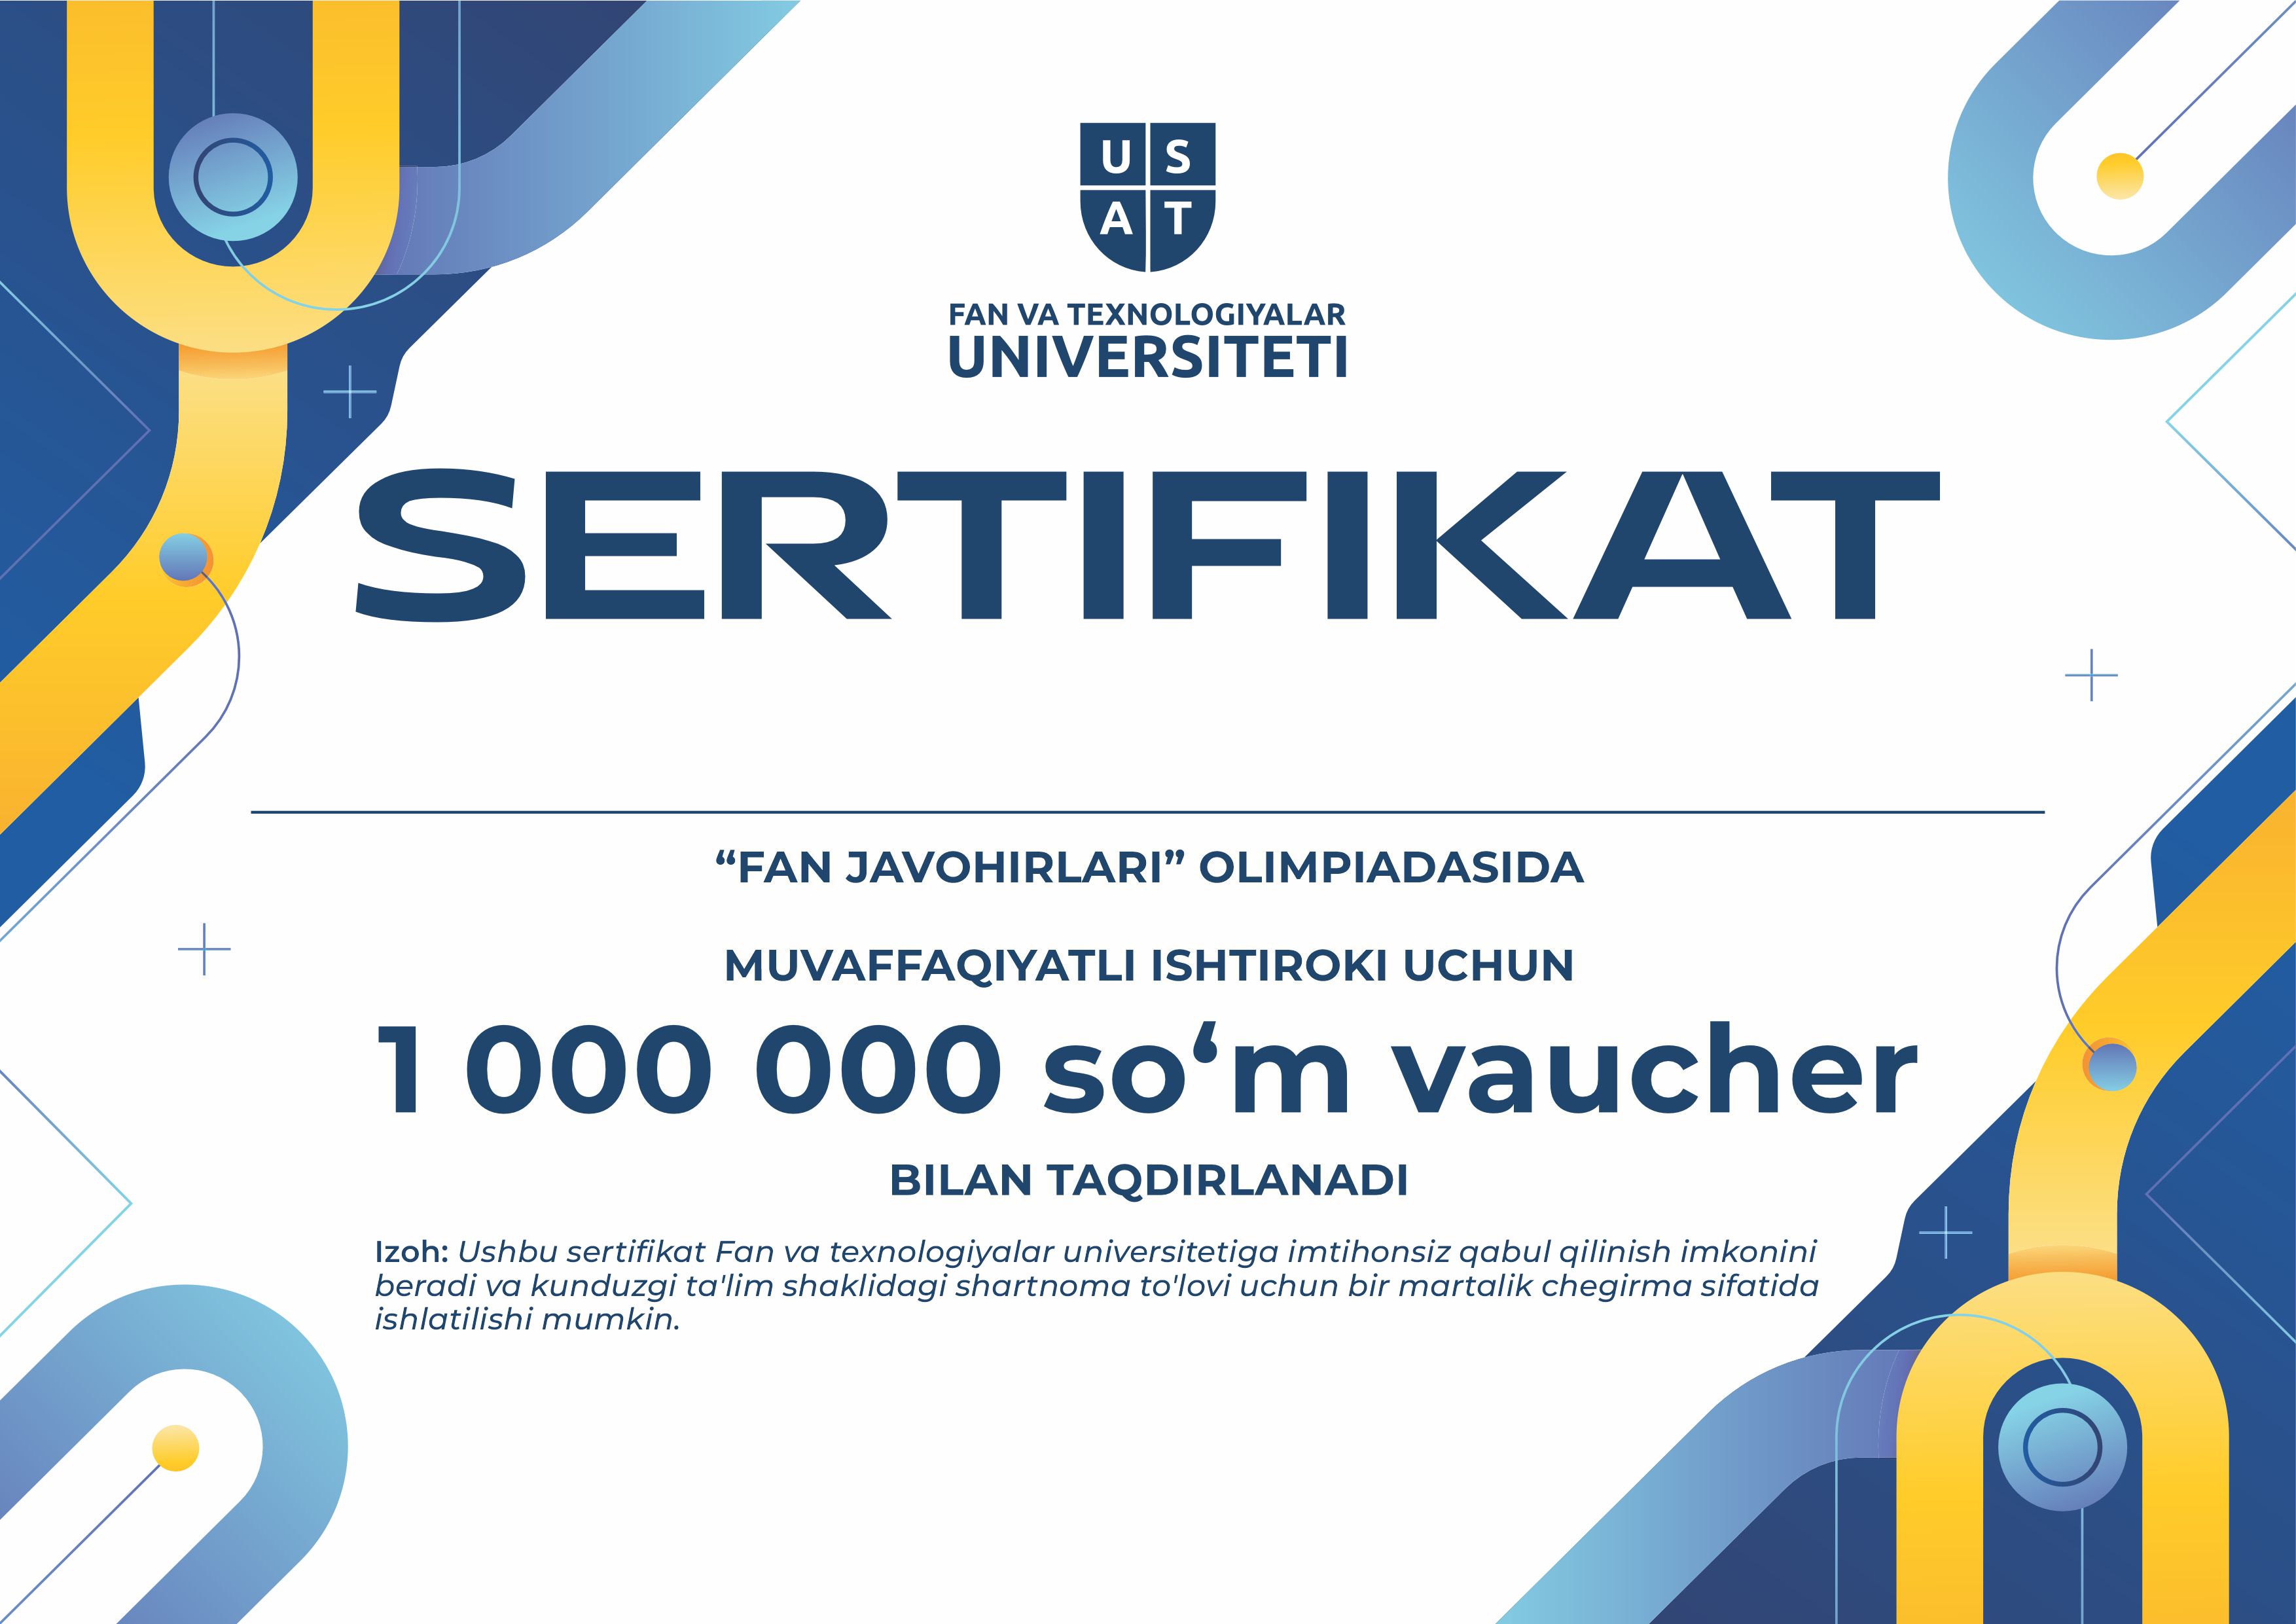 U S
A T
FAN VA TEXNOLOGIYALAR
UNIVERSITETI
SERTIFIKAT
“FAN JAVOHIRLARI” OLIMPIADASIDA
MUVAFFAQIYATLI ISHTIROKI UCHUN
1 000 000 so‘m vaucher
BILAN TAQDIRLANADI
Izoh: Ushbu sertifikat Fan va texnologiyalar universitetiga imtihonsiz qabul qilinish imkonini
beradi va kunduzgi ta'lim shaklidagi shartnoma to'lovi uchun bir martalik chegirma sifatida
ishlatilishi mumkin.